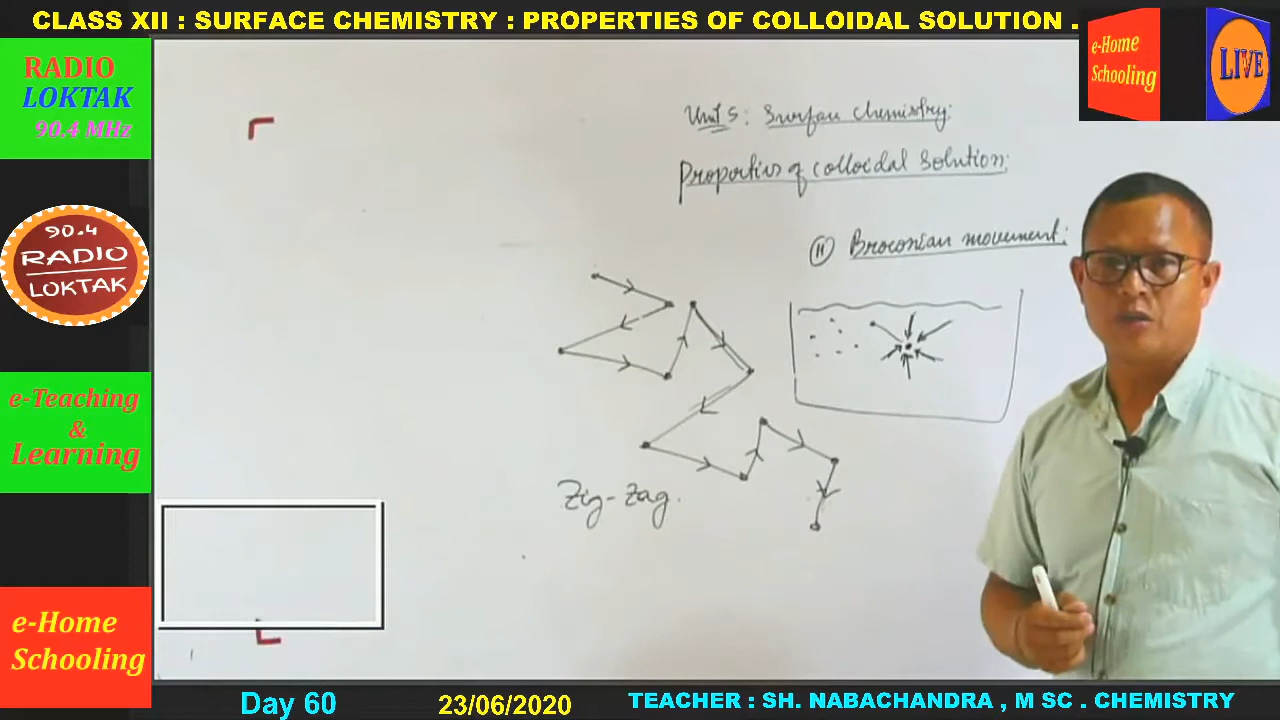 CLASS XII : SURFACE CHEMISTRY : PROPERTIES OF COLLOIDAL SOLUTION .
e-Home
Schooling
LIVE
RADIO
LOKTAK
90.4 MHz
90.4
RADIO
LOKTAK
e-Teaching
&
Learning
e-Home
Schooling
Unit 5: Surface Chemistry:
Properties of colloidal solution:
(ii) Brownian movement:
Zig-Zag.
Day 60
23/06/2020
TEACHER : SH. NABACHANDRA , M SC . CHEMISTRY